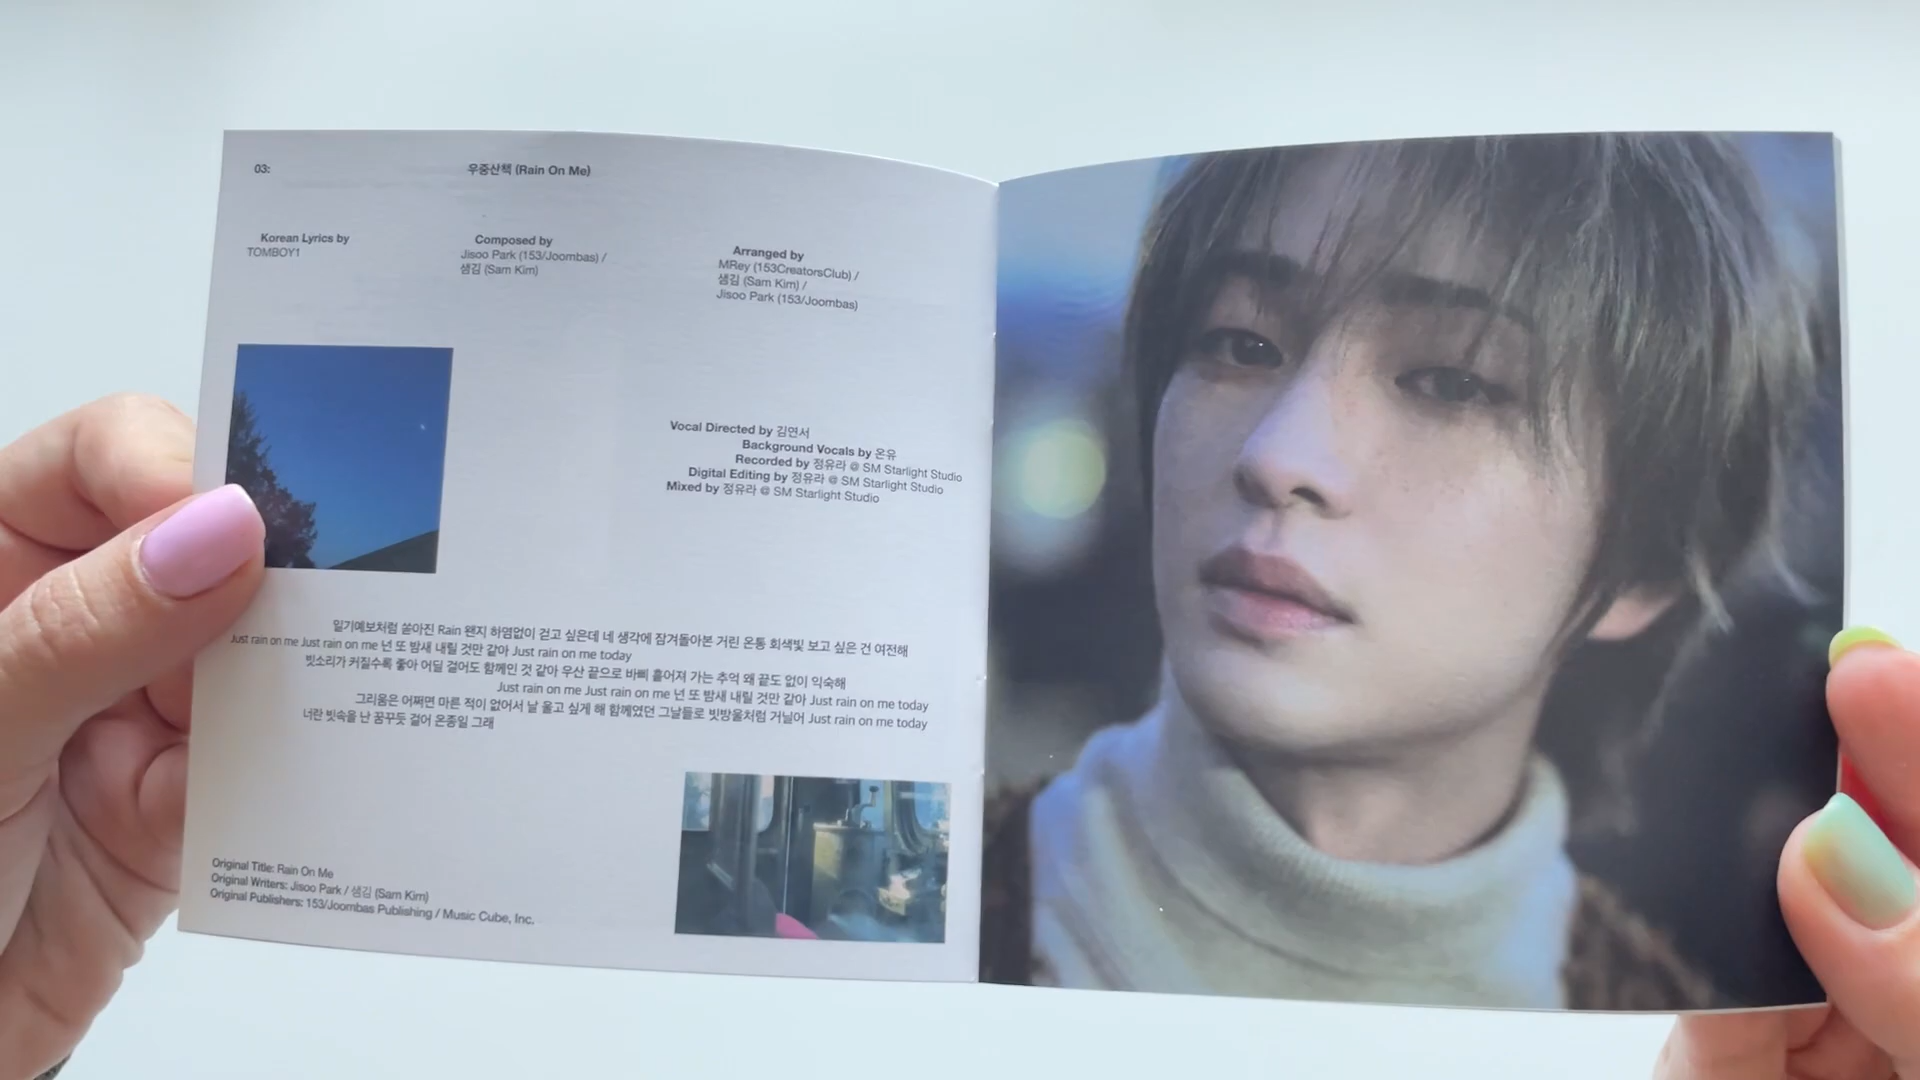 03:
우중산책 (Rain On Me)
Korean Lyrics by
TOMBOY1
Composed by
Jisoo Park (153/Joombas) /
샘김 (Sam Kim)
Arranged by
MRey (153CreatorsClub) /
샘김 (Sam Kim) /
Jisoo Park (153/Joombas)
Vocal Directed by 김연서
Background Vocals by 온유
Recorded by 정유라 @ SM Starlight Studio
Digital Editing by 정유라 @ SM Starlight Studio
Mixed by 정유라 @ SM Starlight Studio
일기예보처럼 쏟아진 Rain 왠지 하염없이 걷고 싶은데 네 생각에 잠겨돌아본 거린 온통 회색빛 보고 싶은 건 여전해
Just rain on me Just rain on me 넌 또 밤새 내릴 것만 같아 Just rain on me today
빗소리가 커질수록 좋아 어딜 걸어도 함께인 것 같아 우산 끝으로 바삐 흩어져 가는 추억 왜 끝도 없이 익숙해
Just rain on me Just rain on me 넌 또 밤새 내릴 것만 같아 Just rain on me today
그리움은 어쩌면 마른 적이 없어서 날 울고 싶게 해 함께였던 그날들로 빗방울처럼 거닐어 Just rain on me today
너란 빗속을 난 꿈꾸듯 걸어 온종일 그래
Original Title: Rain On Me
Original Writers: Jisoo Park / 샘김 (Sam Kim)
Original Publishers: 153/Joombas Publishing / Music Cube, Inc.